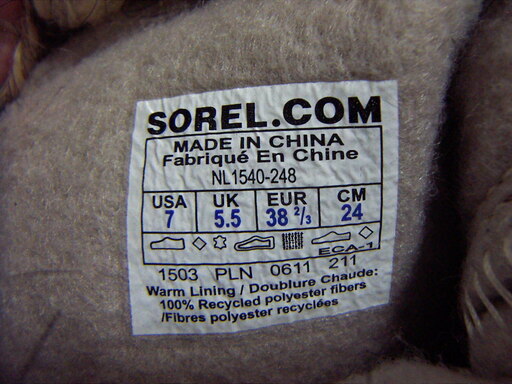 SOREL.COM
MADE IN CHINA
Fabriqué En Chine
NL1540-248
USA UK EUR CM
7 5.5 38 2/3 24
ECA-1
1503 PLN 0611 211
Warm Lining / Doublure Chaude:
100% Recycled polyester fibers
/Fibres polyester recyclées